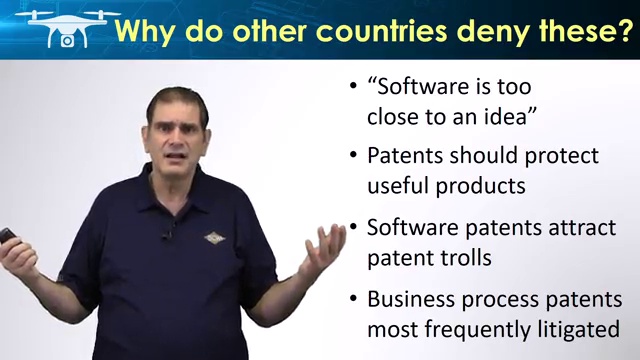 Why do other countries deny these?
• “Software is too
close to an idea”
• Patents should protect
useful products
• Software patents attract
patent trolls
• Business process patents
most frequently litigated